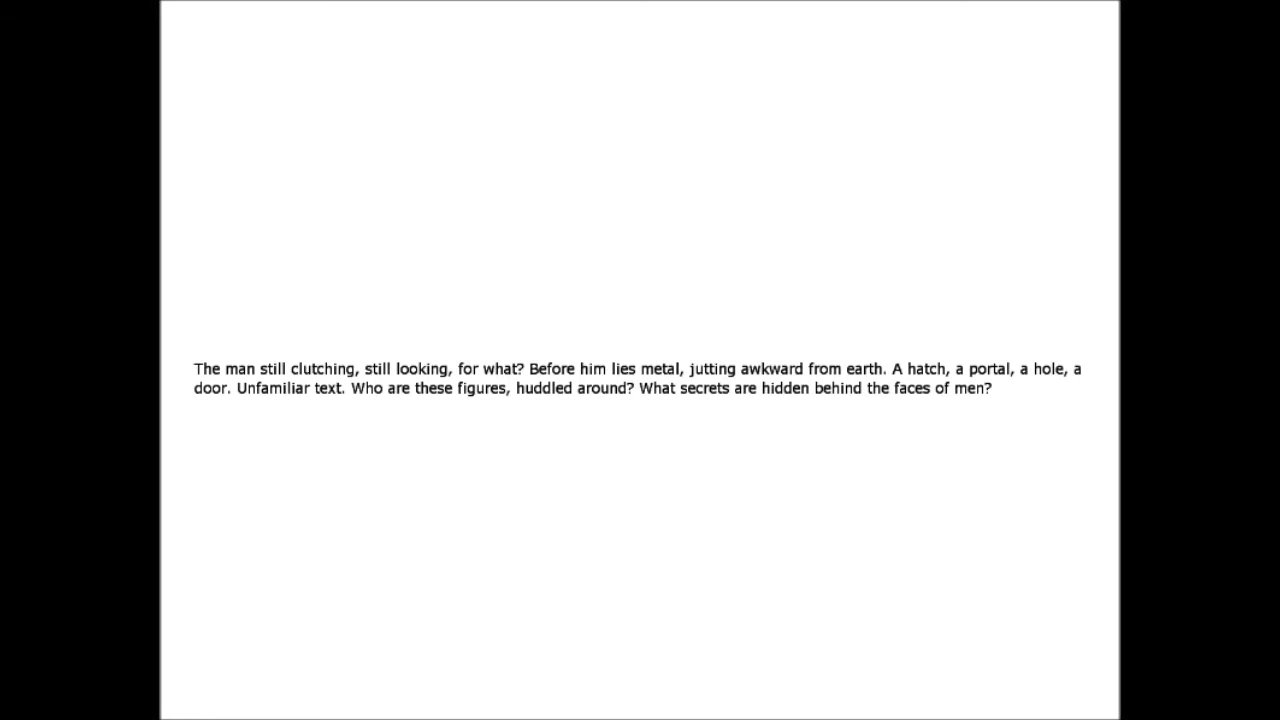 The man still clutching, still looking, for what? Before him lies metal, jutting awkward from earth. A hatch, a portal, a hole, a
door. Unfamiliar text. Who are these figures, huddled around? What secrets are hidden behind the faces of men?